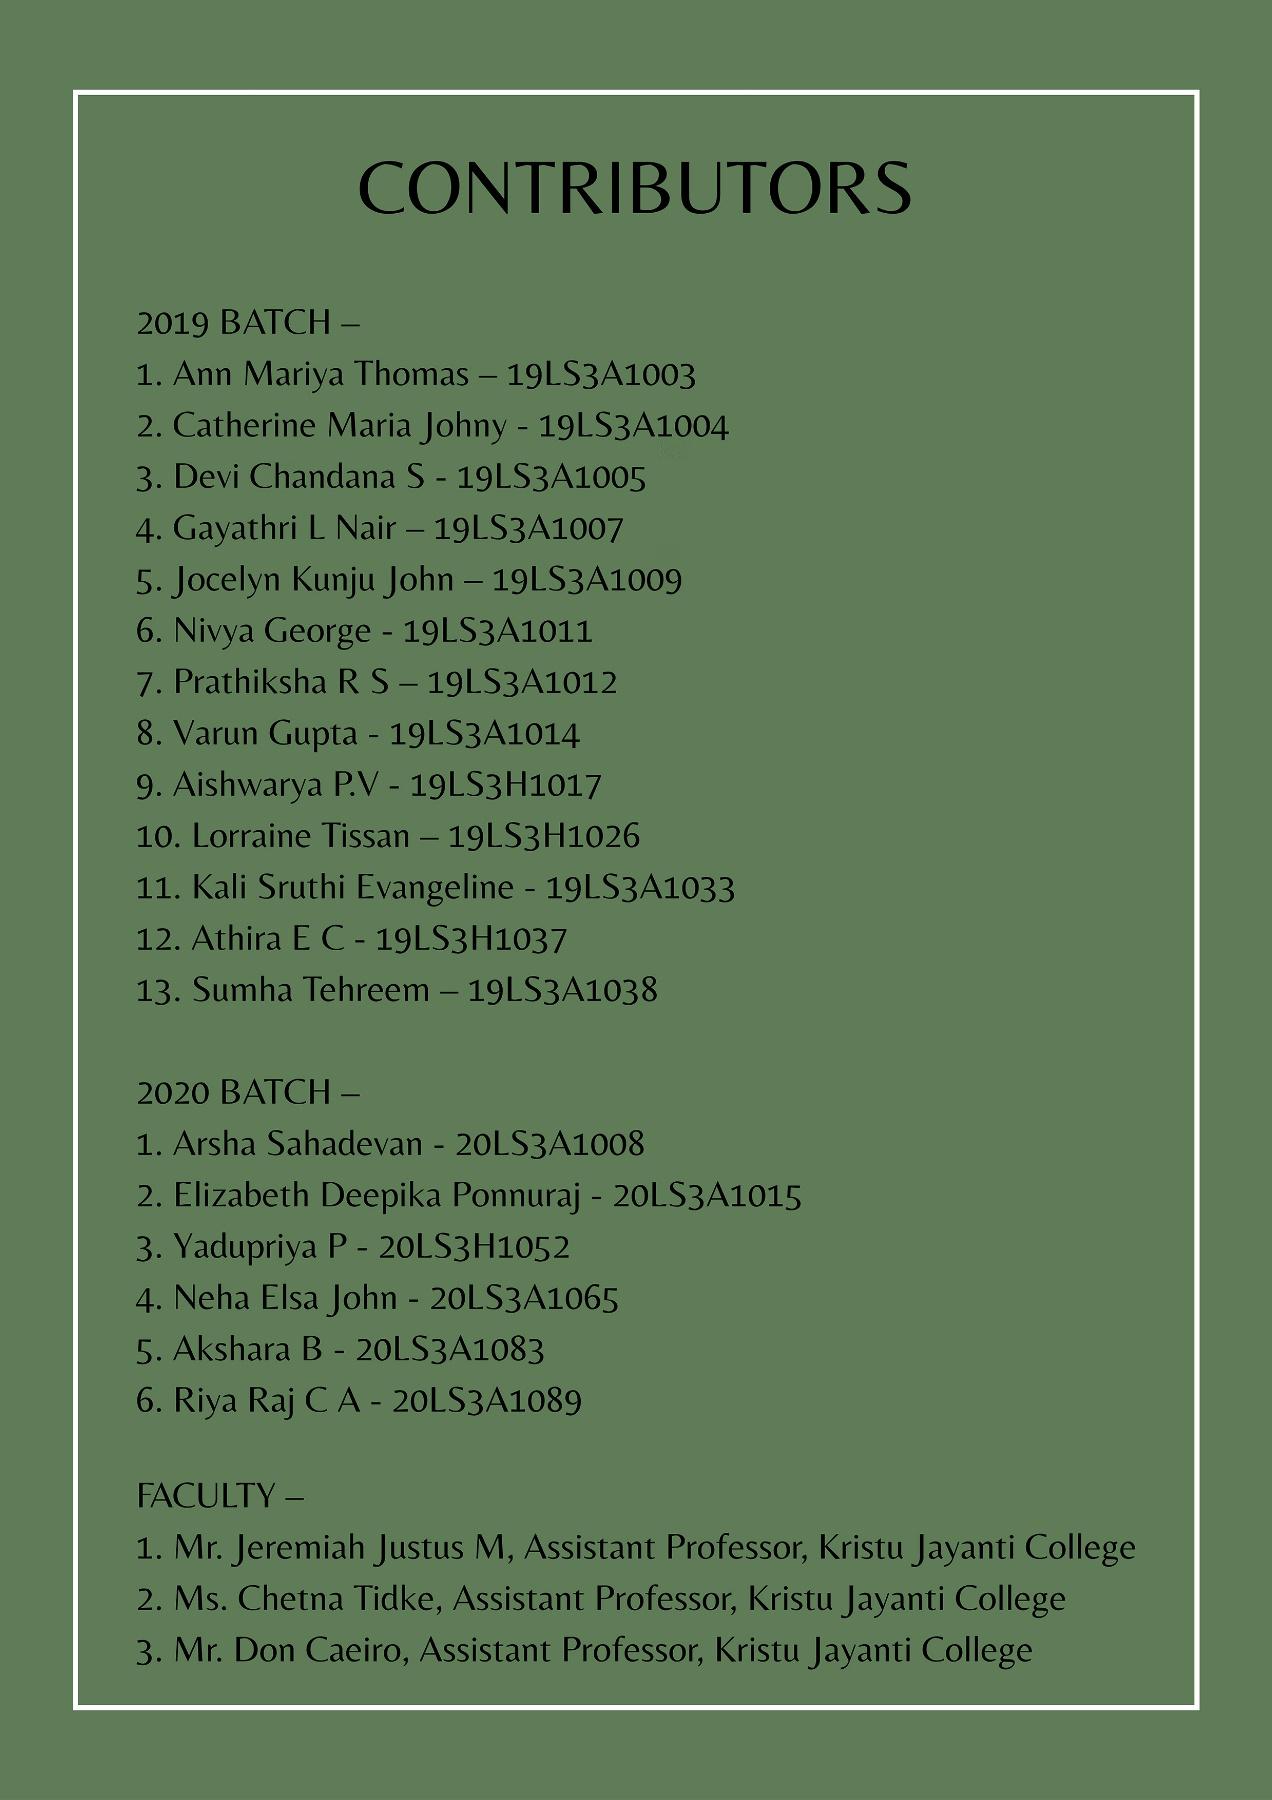 CONTRIBUTORS
2019 BATCH –
1. Ann Mariya Thomas – 19LS3A1003
2. Catherine Maria Johny - 19LS3A1004
3. Devi Chandana S - 19LS3A1005
4. Gayathri L Nair – 19LS3A1007
5. Jocelyn Kunju John – 19LS3A1009
6. Nivya George - 19LS3A1011
7. Prathiksha R S – 19LS3A1012
8. Varun Gupta - 19LS3A1014
9. Aishwarya P.V - 19LS3H1017
10. Lorraine Tissan – 19LS3H1026
11. Kali Sruthi Evangeline - 19LS3A1033
12. Athira E C - 19LS3H1037
13. Sumha Tehreem – 19LS3A1038
2020 BATCH –
1. Arsha Sahadevan - 20LS3A1008
2. Elizabeth Deepika Ponnuraj - 20LS3A1015
3. Yadupriya P - 20LS3H1052
4. Neha Elsa John - 20LS3A1065
5. Akshara B - 20LS3A1083
6. Riya Raj C A - 20LS3A1089
FACULTY –
1. Mr. Jeremiah Justus M, Assistant Professor, Kristu Jayanti College
2. Ms. Chetna Tidke, Assistant Professor, Kristu Jayanti College
3. Mr. Don Caeiro, Assistant Professor, Kristu Jayanti College